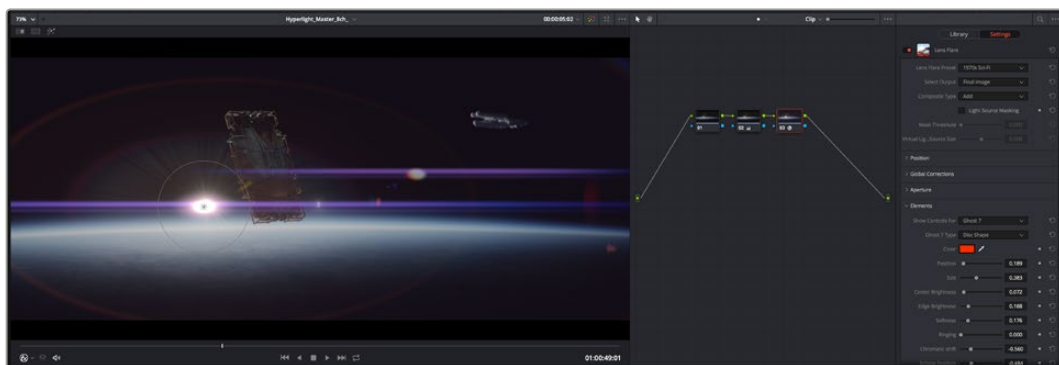 73%
Hyperlight_Master_8ch_
00:00:05:02
Clip
Library
Settings
Lens Flare
Lens Flare Preset 1970s Sci-Fi
Select Output Final Image
Composite Type Add
Light Source Masking
Position
Global Corrections
Aperture
Elements
Show Controls For Ghost 7
Ghost 7 Type Disc Shape
Color
Position 0.189
Size 0.383
Center Brightness 0.072
Edge Brightness 0.188
Softness 0.176
Ringing 0.000
Chromatic Shift -0.560
01:00:49:01